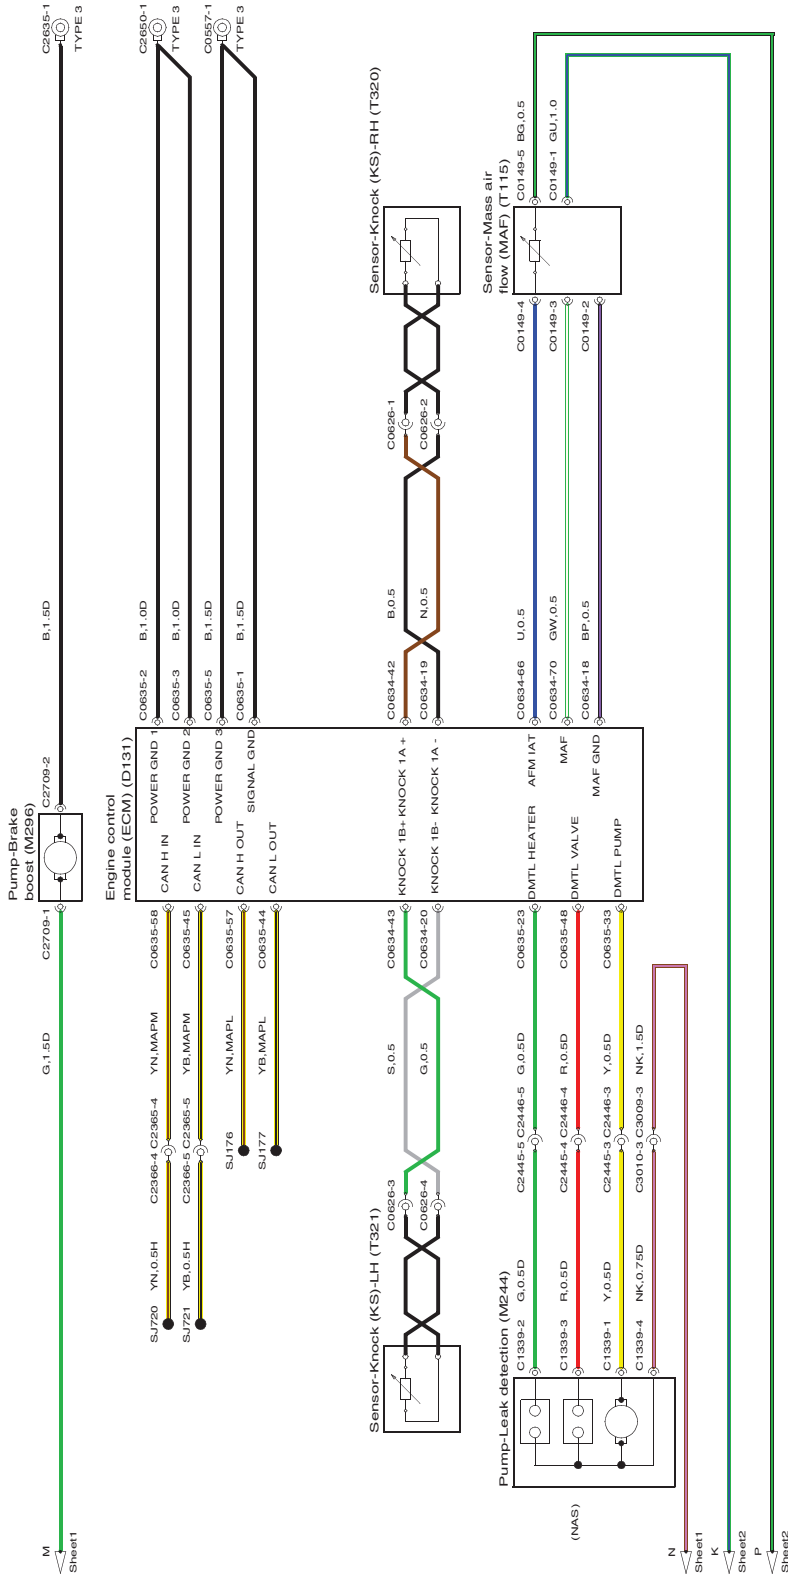 C2635-1
TYPE 3
B,1.5D
C2709-2
Pump-Brake
boost (M296)
C2709-1
G,1.5D
M
Sheet1
C2650-1
TYPE 3
C0557-1
TYPE 3
B,1.0D
B,1.0D
B,1.5D
B,1.5D
C0635-2
C0635-3
C0635-5
C0635-1
Engine control
module (ECM) (D131)
POWER GND 1
POWER GND 2
POWER GND 3
SIGNAL GND
CAN H IN
CAN L IN
CAN H OUT
CAN L OUT
C0635-58
C0635-45
C0635-57
C0635-44
YN,MAPM
YB,MAPM
YN,MAPL
YB,MAPL
C2365-4
C2365-5
SJ176
SJ177
C2366-4
C2366-5
YN,0.5H
YB,0.5H
SJ720
SJ721
Sensor-Knock (KS)-RH (T320)
C0626-1
C0626-2
B,0.5
N,0.5
C0634-42
C0634-19
KNOCK 1A +
KNOCK 1A -
KNOCK 1B+
KNOCK 1B-
C0634-43
C0634-20
S,0.5
G,0.5
C0626-3
C0626-4
Sensor-Knock (KS)-LH (T321)
BG,0.5
GU,1.0
C0149-5
C0149-1
Sensor-Mass air
flow (MAF) (T115)
C0149-4
C0149-3
C0149-2
U,0.5
GW,0.5
BP,0.5
C0634-66
C0634-70
C0634-18
AFM IAT
MAF
MAF GND
DMTL HEATER
DMTL VALVE
DMTL PUMP
C0635-23
C0635-48
C0635-33
G,0.5D
R,0.5D
Y,0.5D
NK,1.5D
C2446-5
C2446-4
C2446-3
C3009-3
C2445-5
C2445-4
C2445-3
C3010-3
G,0.5D
R,0.5D
Y,0.5D
NK,0.75D
C1339-2
C1339-3
C1339-1
C1339-4
Pump-Leak detection (M244)
(NAS)
N
Sheet1
K
Sheet2
P
Sheet2